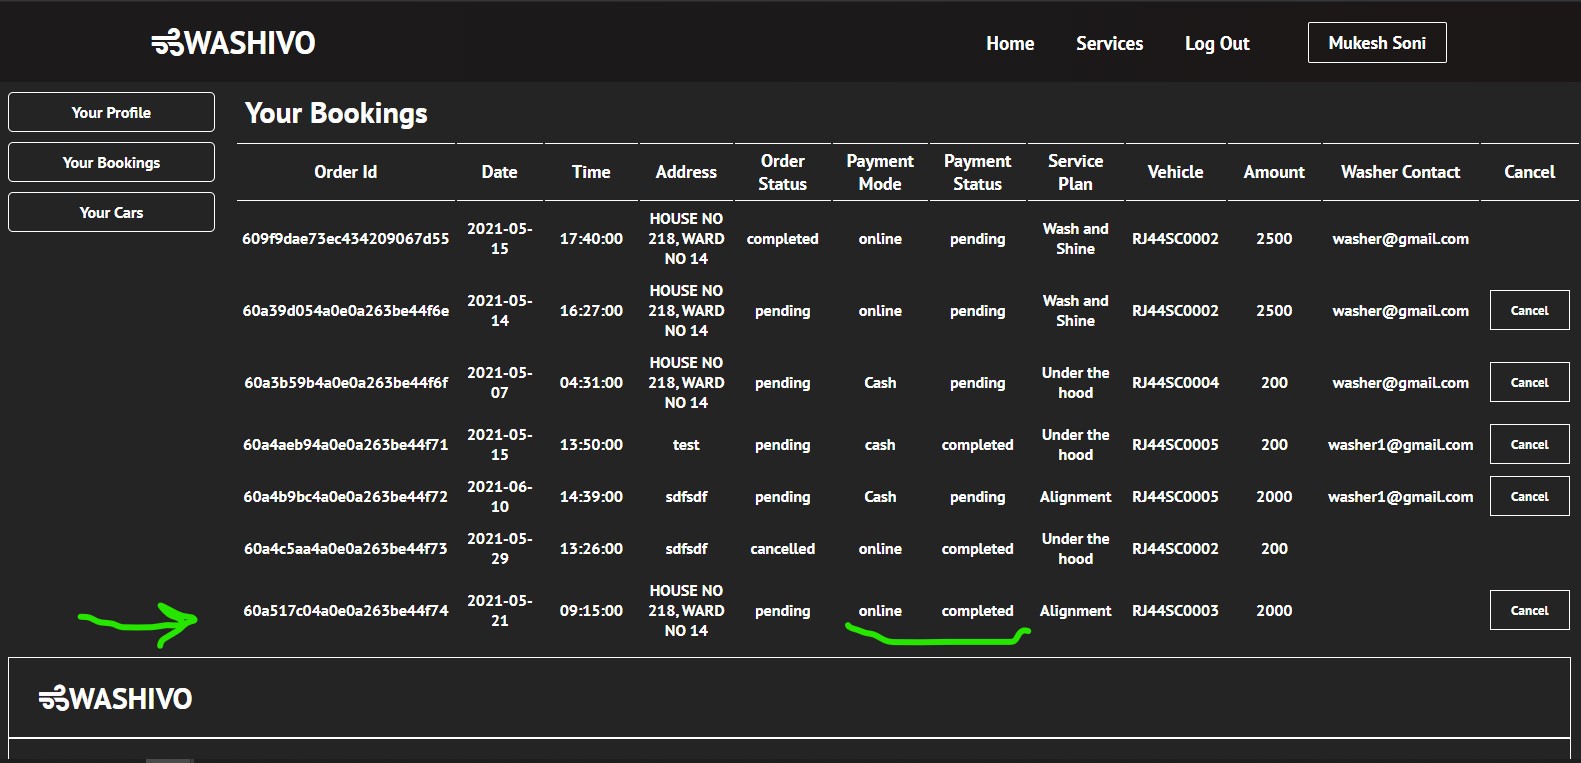 WASHIVO
Home Services Log Out Mukesh Soni
Your Profile
Your Bookings
Your Cars
Your Bookings
Order Id Date Time Address Order Status Payment Mode Payment Status Service Plan Vehicle Amount Washer Contact Cancel
609f9dae73ec434209067d55 2021-05-15 17:40:00 HOUSE NO 218, WARD NO 14 completed online pending Wash and Shine RJ44SC0002 2500 washer@gmail.com
60a39d054a0e0a263be44f6e 2021-05-14 16:27:00 HOUSE NO 218, WARD NO 14 pending online pending Wash and Shine RJ44SC0002 2500 washer@gmail.com Cancel
60a3b59b4a0e0a263be44f6f 2021-05-07 04:31:00 HOUSE NO 218, WARD NO 14 pending Cash pending Under the hood RJ44SC0004 200 washer@gmail.com Cancel
60a4aeb94a0e0a263be44f71 2021-05-15 13:50:00 test pending cash completed Under the hood RJ44SC0005 200 washer1@gmail.com Cancel
60a4b9bc4a0e0a263be44f72 2021-06-10 14:39:00 sdfsdf pending Cash pending Alignment RJ44SC0005 2000 washer1@gmail.com Cancel
60a4c5aa4a0e0a263be44f73 2021-05-29 13:26:00 sdfsdf cancelled online completed Under the hood RJ44SC0002 200
60a517c04a0e0a263be44f74 2021-05-21 09:15:00 HOUSE NO 218, WARD NO 14 pending online completed Alignment RJ44SC0003 2000 Cancel
WASHIVO